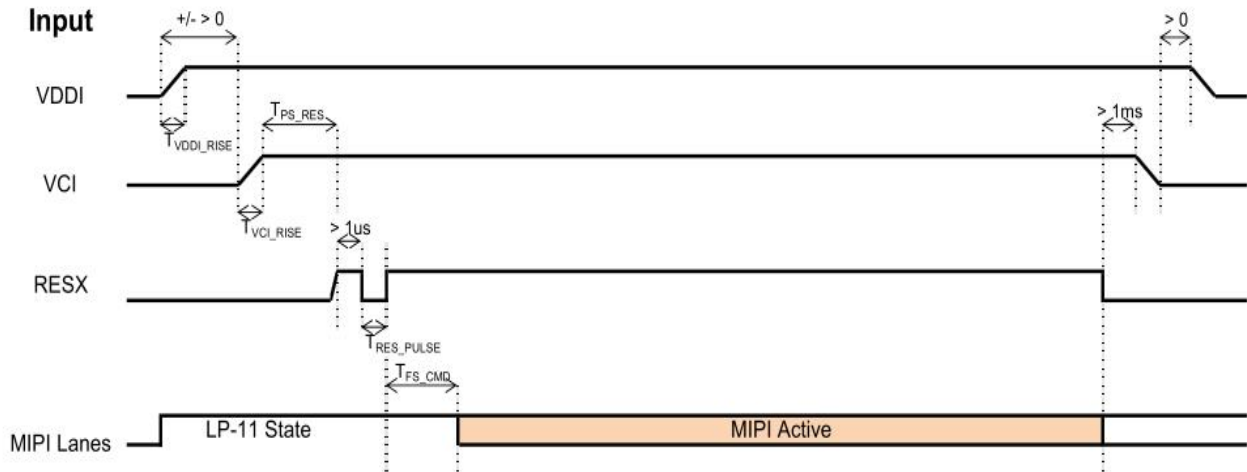 Input
+/- > 0
> 0
VDDI
T_PS_RES
> 1ms
T_VDDI_RISE
VCI
T_VCI_RISE
> 1us
RESX
T_RES_PULSE
T_FS_CMD
MIPI Lanes
LP-11 State
MIPI Active